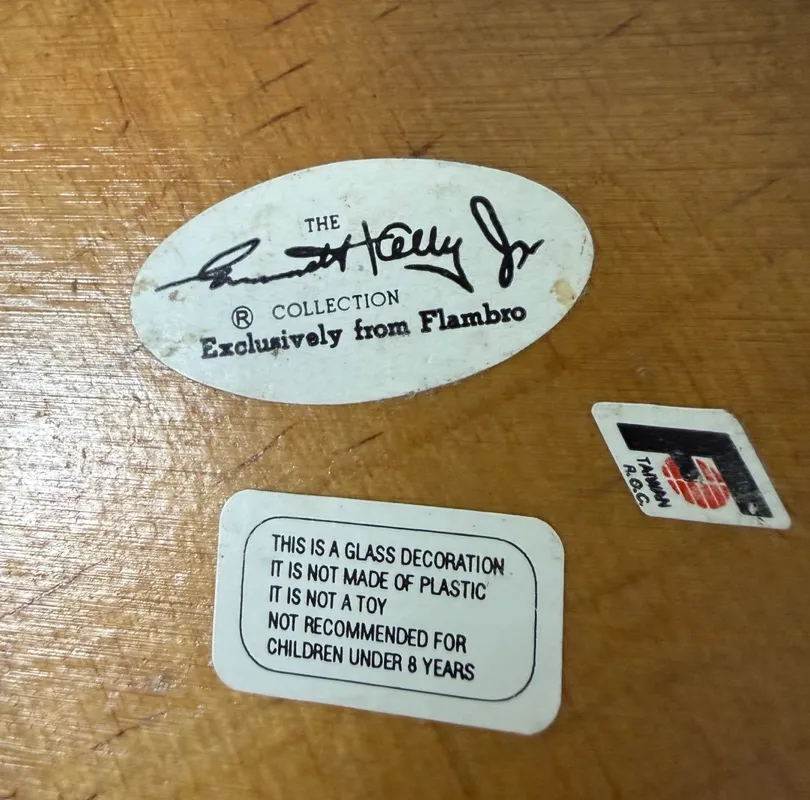 THE
Emmett Kelly Jr
® COLLECTION
Exclusively from Flambro
F
TAIWAN
R.O.C.
THIS IS A GLASS DECORATION
IT IS NOT MADE OF PLASTIC
IT IS NOT A TOY
NOT RECOMMENDED FOR
CHILDREN UNDER 8 YEARS